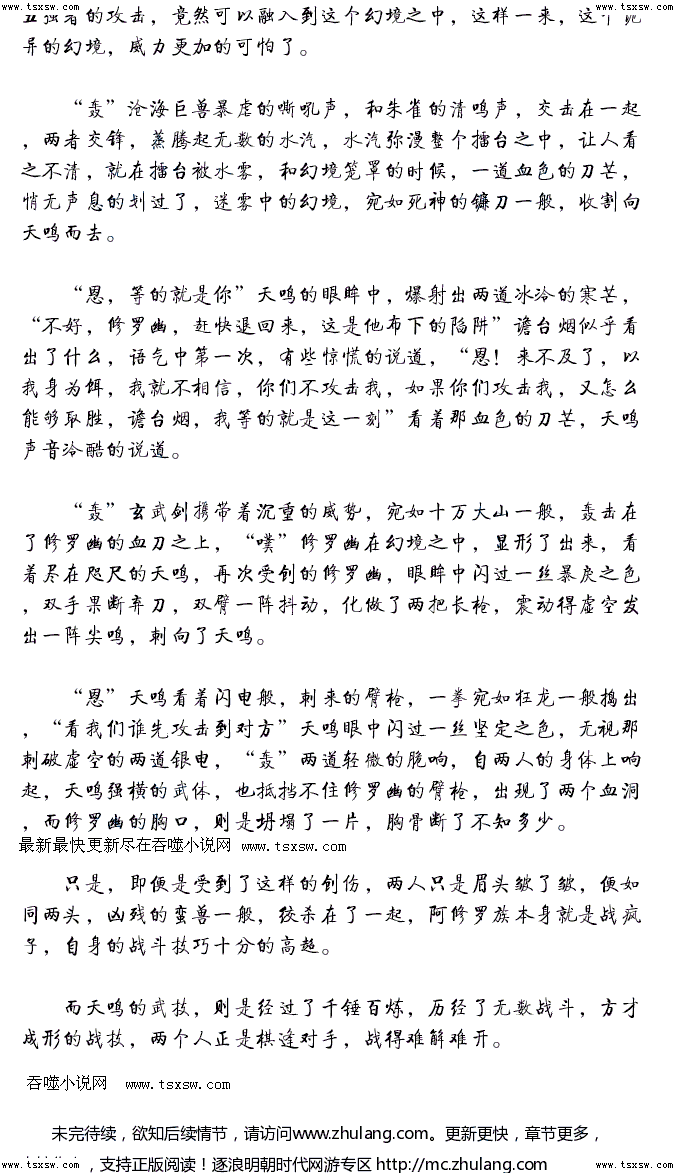 www.tsxsw.com www.tsxsw.com www.tsxsw.com
强者的攻击，竟然可以融入到这个幻境之中，这样一来，这个诡
异的幻境，威力更加的可怕了。
“轰”沧海巨兽暴虐的嘶吼声，和朱雀的清鸣声，交击在一起
，两者交锋，蒸腾起无数的水汽，水汽弥漫整个擂台之中，让人看
之不清，就在擂台被水雾，和幻境笼罩的时候，一道血色的刀芒，
悄无声息的划过了，迷雾中的幻境，宛如死神的镰刀一般，收割向
天鸣而去。
“恩，等的就是你”天鸣的眼眸中，爆射出两道冰冷的寒芒，
“不好，修罗幽，赶快退回来，这是他布下的陷阱”谵台烟似乎看
出了什么，语气中第一次，有些惊慌的说道，“恩！来不及了，以
我身为饵，我就不相信，你们不攻击我，如果你们攻击我，又怎么
能够取胜，谵台烟，我等的就是这一刻”看着那血色的刀芒，天鸣
声音冷酷的说道。
“轰”玄武剑携带着沉重的威势，宛如十万大山一般，轰击在
了修罗幽的血刀之上，“噗”修罗幽在幻境之中，显形了出来，看
着尽在咫尺的天鸣，再次受创的修罗幽，眼眸中闪过一丝暴戾之色
，双手果断弃刀，双臂一阵抖动，化做了两把长枪，震动得虚空发
出一阵尖鸣，刺向了天鸣。
“恩”天鸣看着闪电般，刺来的臂枪，一拳宛如狂龙一般捣出
，“看我们谁先攻击到对方”天鸣眼中闪过一丝坚定之色，无视那
刺破虚空的两道银电，“轰”两道轻微的脆响，自两人的身体上响
起，天鸣强横的武体，也抵挡不住修罗幽的臂枪，出现了两个血洞
，而修罗幽的胸口，则是坍塌了一片，胸骨断了不知多少。
最新最快更新尽在吞噬小说网 www.tsxsw.com
只是，即便是受到了这样的创伤，两人只是眉头皱了皱，便如
同两头，凶残的蛮兽一般，绞杀在了一起，阿修罗族本身就是战疯
子，自身的战斗技巧十分的高超。
而天鸣的武技，则是经过了千锤百炼，历经了无数战斗，方才
成形的战技，两个人正是棋逢对手，战得难解难开。
吞噬小说网 www.tsxsw.com
未完待续，欲知后续情节，请访问www.zhulang.com。更新更快，章节更多，
，支持正版阅读！逐浪明朝时代网游专区 http://mc.zhulang.com
www.tsxsw.com www.tsxsw.com www.tsxsw.com